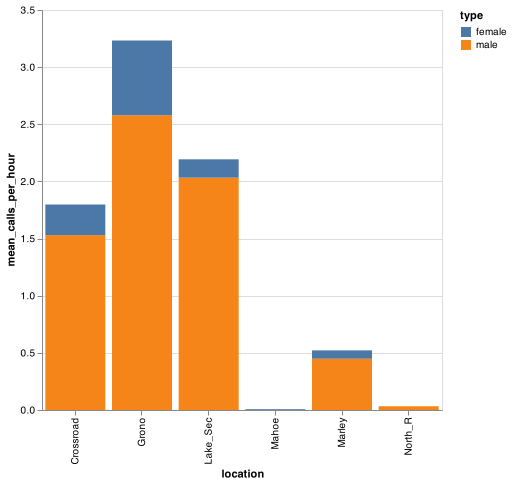 3.5
3.0
2.5
2.0
1.5
1.0
0.5
0.0
mean_calls_per_hour
Crossroad
Grono
Lake_Sec
Mahoe
Marley
North_R
location
type
female
male